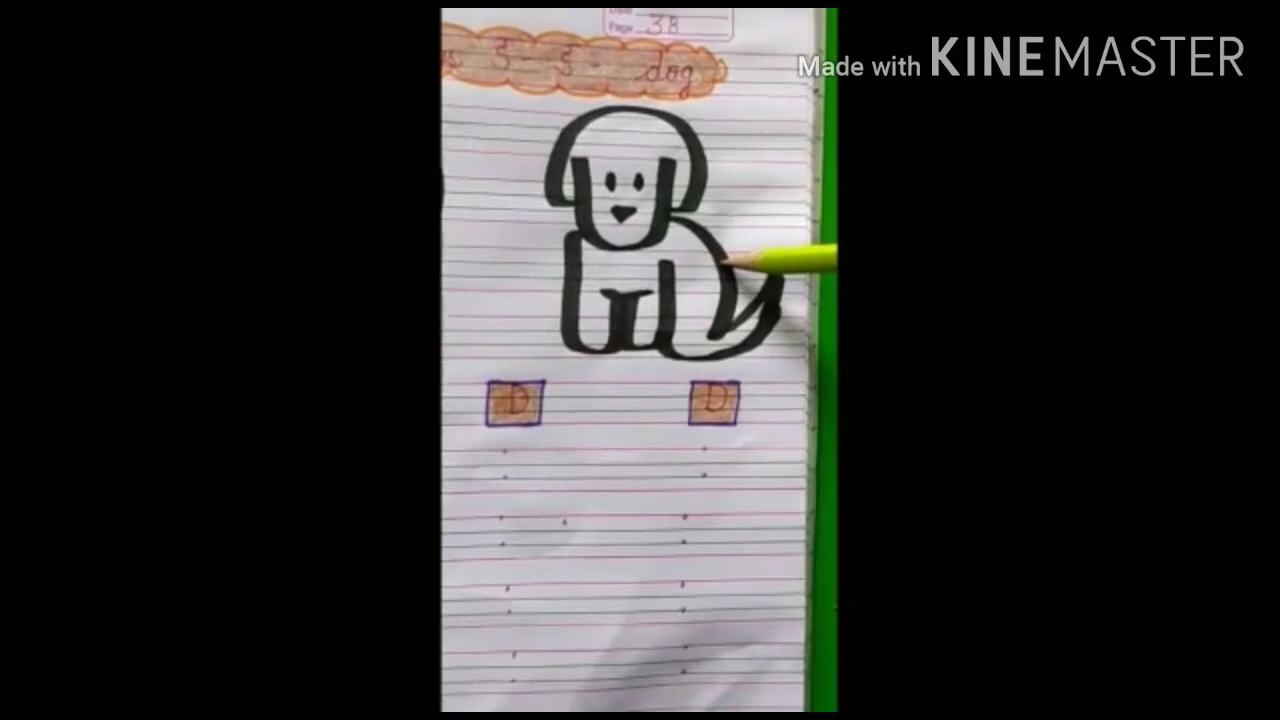 Page 38
Made with KINEMASTER
ड - ड - dog
D D